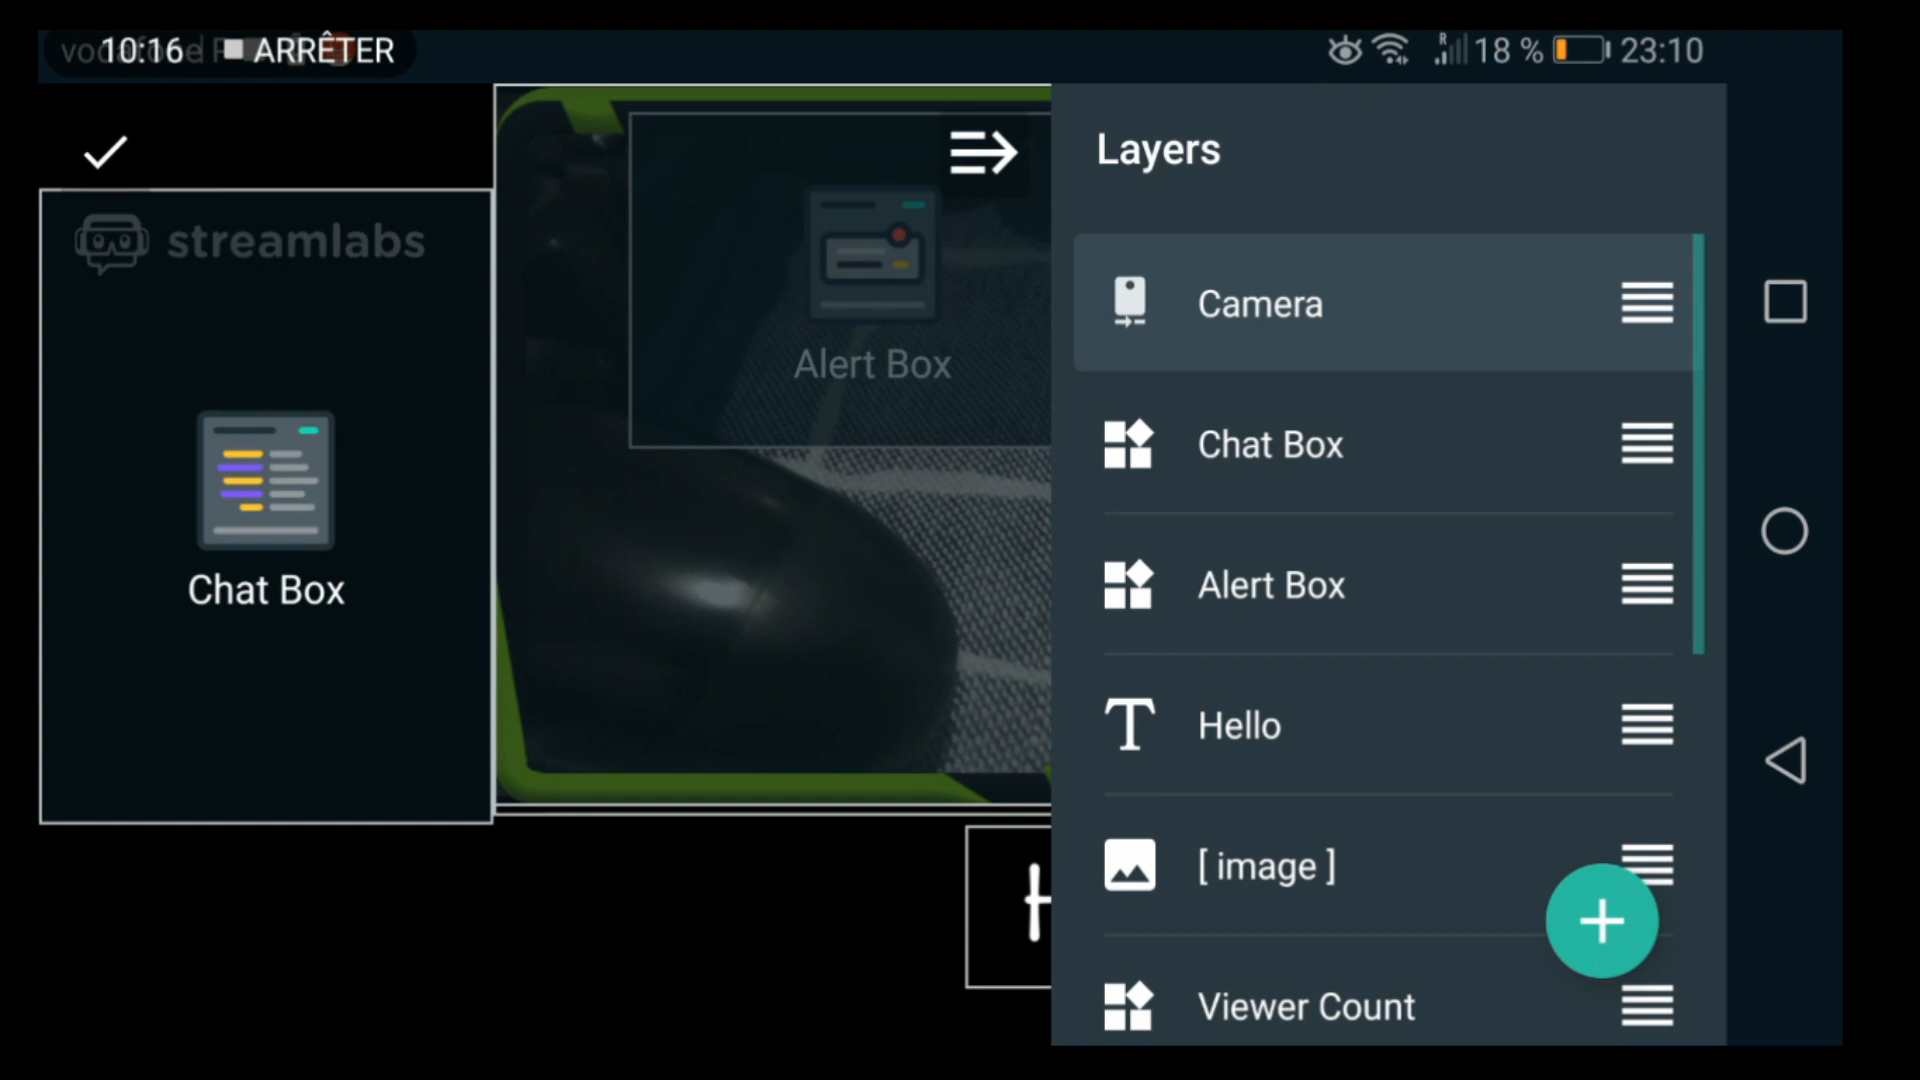 vodafone 10:16 ARRÊTER 18 % 23:10
streamlabs
Chat Box
Alert Box
Layers
Camera
Chat Box
Alert Box
Hello
[ image ]
Viewer Count